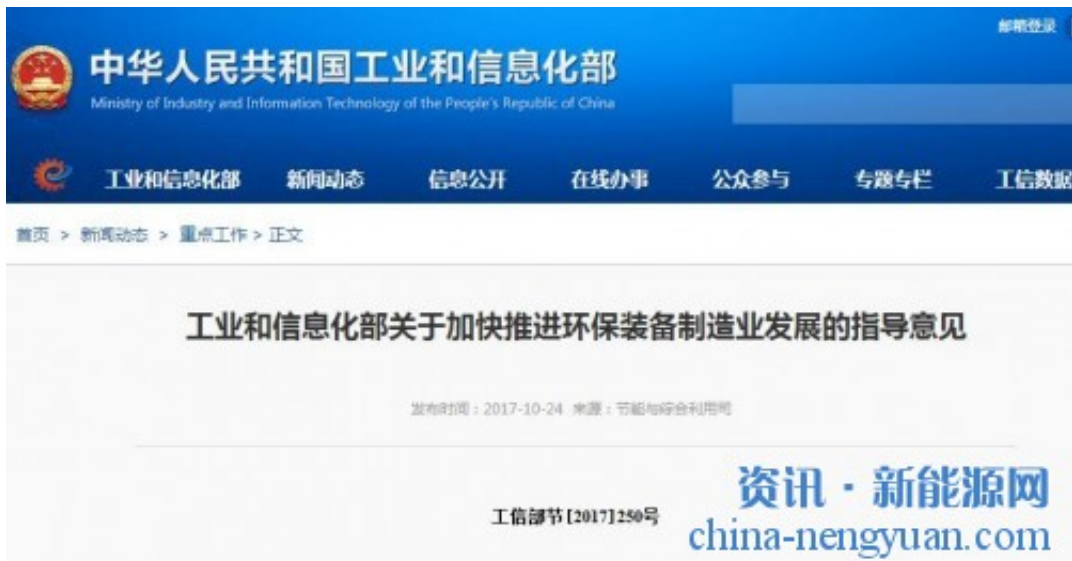 邮箱登录
中华人民共和国工业和信息化部
Ministry of Industry and Information Technology of the People's Republic of China
工业和信息化部 新闻动态 信息公开 在线办事 公众参与 专题专栏 工信数据
首页 > 新闻动态 > 重点工作 > 正文
工业和信息化部关于加快推进环保装备制造业发展的指导意见
发布时间：2017-10-24 来源：节能与综合利用司
工信部节[2017]250号
资讯·新能源网
china-nengyuan.com